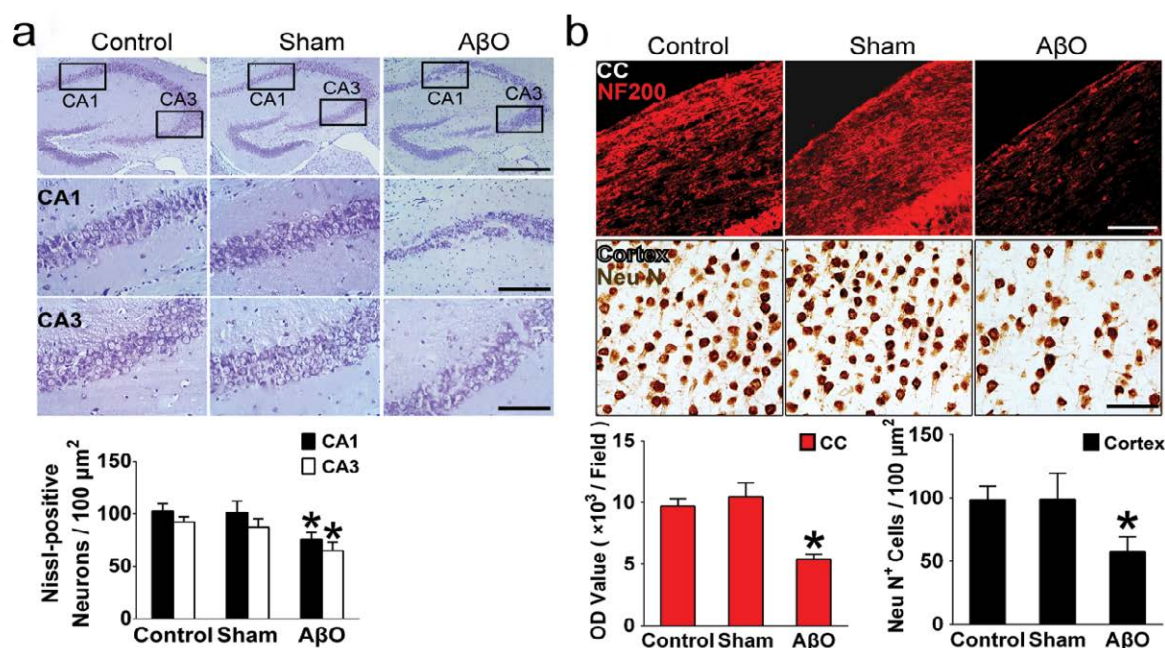 a
Control
Sham
AβO
CA1
CA3
CA1
CA3
CA1
CA3
CA1
CA3
Nissl-positive
Neurons / 100 µm²
150
100
50
0
CA1
CA3
* *
Control Sham AβO
b
Control
Sham
AβO
CC
NF200
Cortex
Neu N
OD Value ( ×10³ / Field )
15
10
5
0
CC
*
Control Sham AβO
Neu N⁺ Cells / 100 µm²
150
100
50
0
Cortex
*
Control Sham AβO